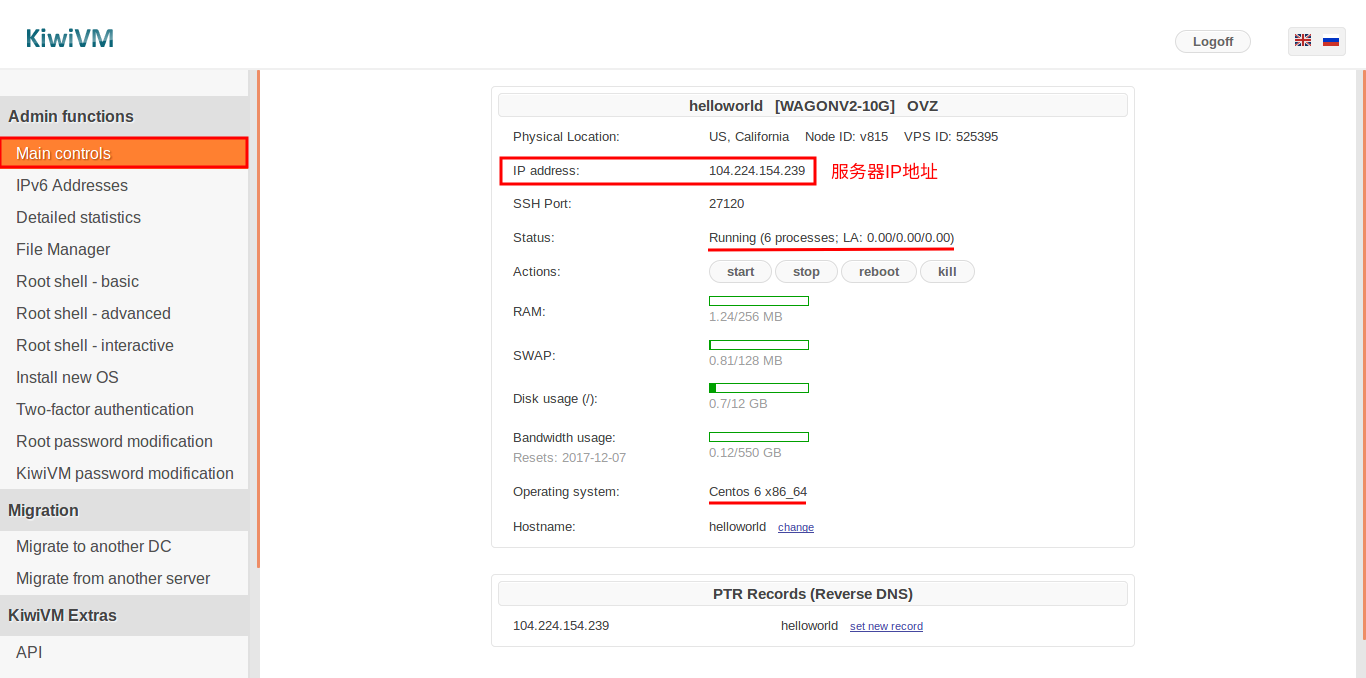 KiwiVM
Logoff
Admin functions
Main controls
IPv6 Addresses
Detailed statistics
File Manager
Root shell - basic
Root shell - advanced
Root shell - interactive
Install new OS
Two-factor authentication
Root password modification
KiwiVM password modification
Migration
Migrate to another DC
Migrate from another server
KiwiVM Extras
API
helloworld [WAGONV2-10G] OVZ
Physical Location: US, California Node ID: v815 VPS ID: 525395
IP address: 104.224.154.239 服务器IP地址
SSH Port: 27120
Status: Running (6 processes; LA: 0.00/0.00/0.00)
Actions: start stop reboot kill
RAM: 1.24/256 MB
SWAP: 0.81/128 MB
Disk usage (/): 0.7/12 GB
Bandwidth usage: 0.12/550 GB
Resets: 2017-12-07
Operating system: Centos 6 x86_64
Hostname: helloworld change
PTR Records (Reverse DNS)
104.224.154.239 helloworld set new record